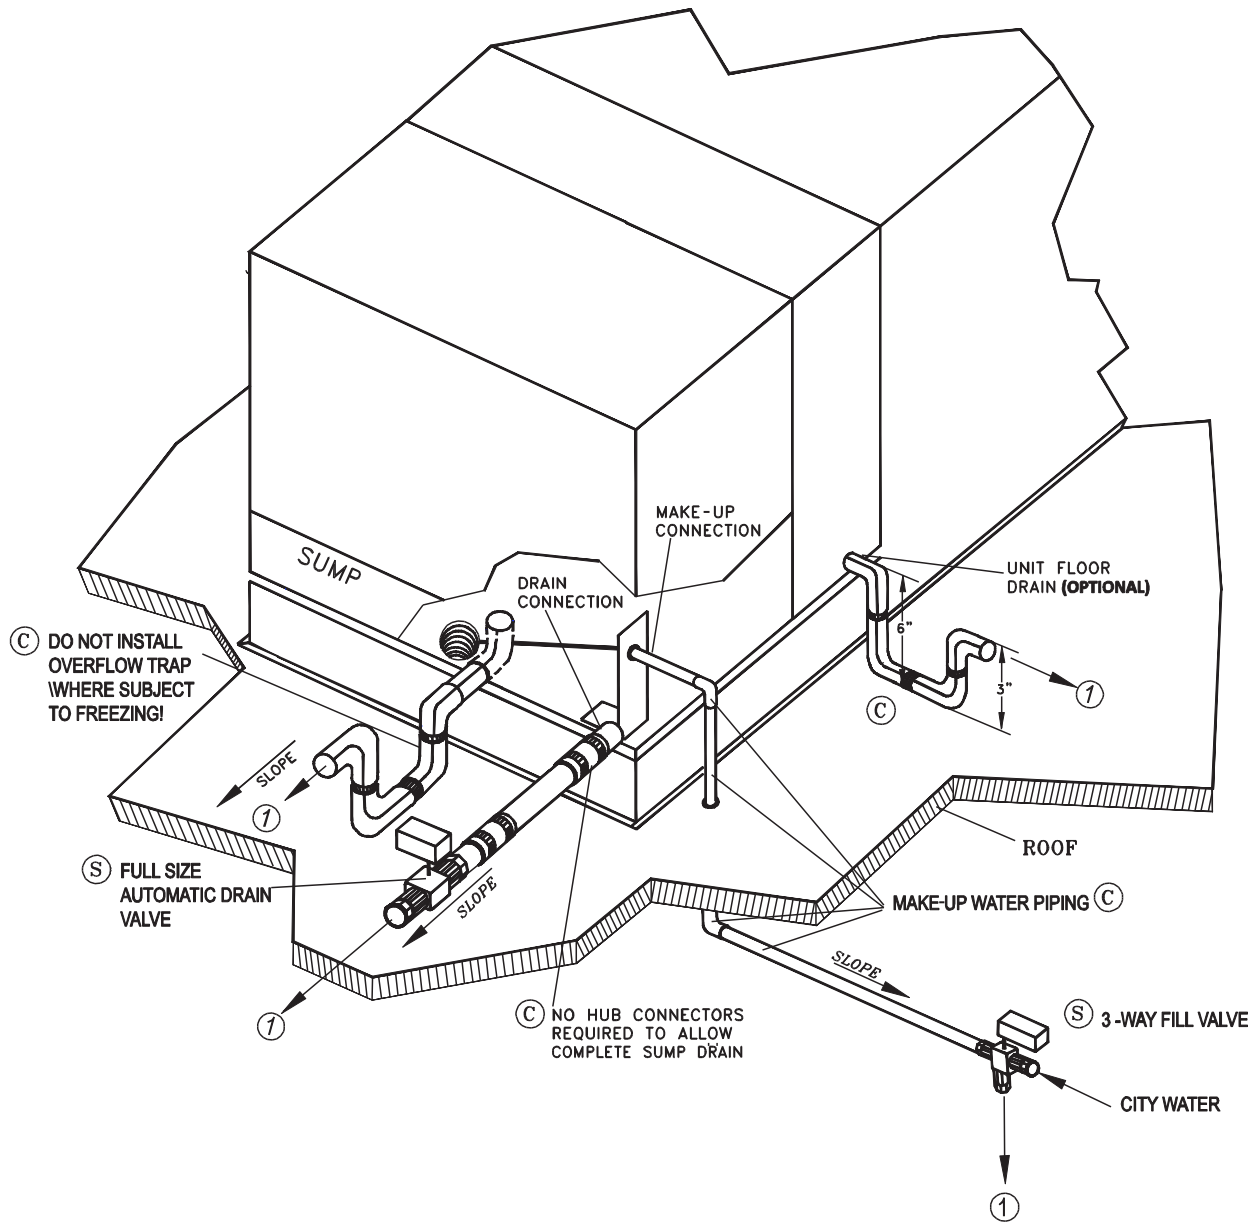 MAKE-UP
CONNECTION
SUMP
DRAIN
CONNECTION
UNIT FLOOR
DRAIN (OPTIONAL)
6"
3"
1
C
C DO NOT INSTALL
OVERFLOW TRAP
\WHERE SUBJECT
TO FREEZING!
SLOPE
1
S FULL SIZE
AUTOMATIC DRAIN
VALVE
SLOPE
1
ROOF
MAKE-UP WATER PIPING C
SLOPE
C NO HUB CONNECTORS
REQUIRED TO ALLOW
COMPLETE SUMP DRAIN
S 3 -WAY FILL VALVE
CITY WATER
1